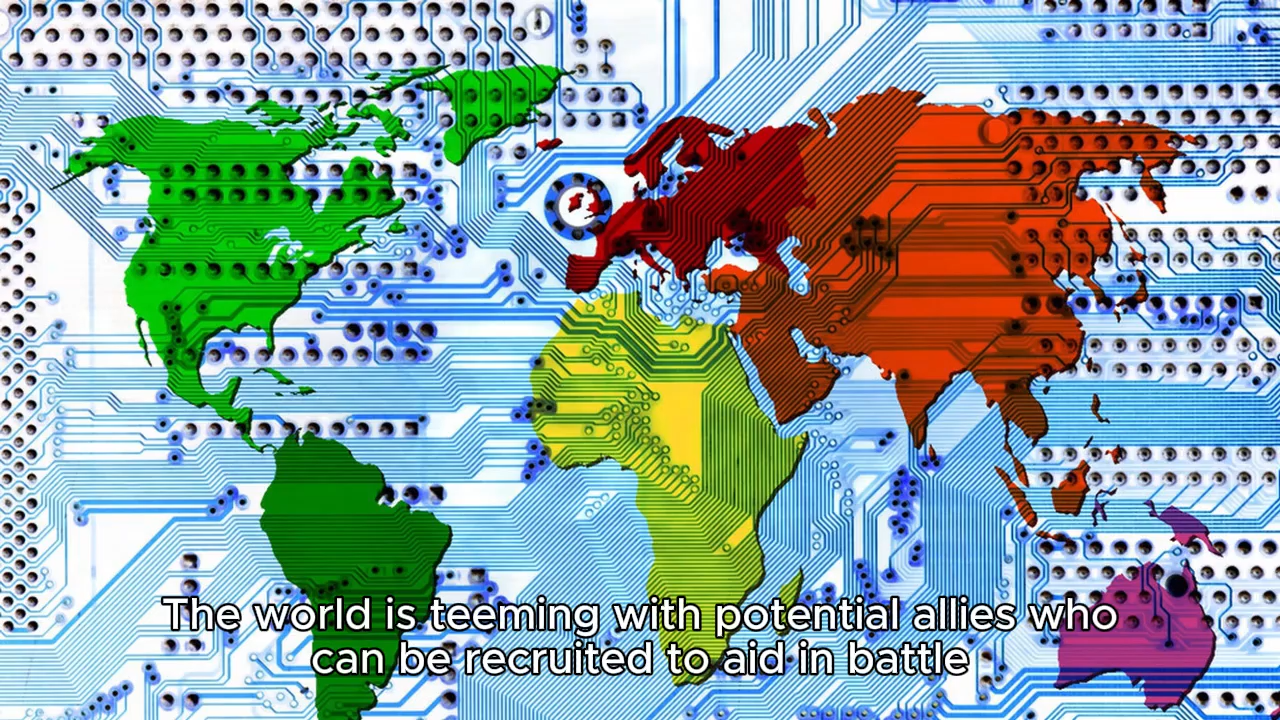 The world is teeming with potential allies who
can be recruited to aid in battle